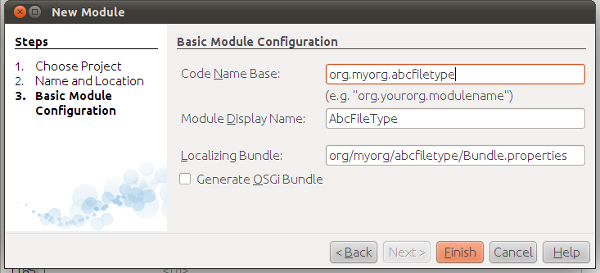 New Module
Steps
1. Choose Project
2. Name and Location
3. Basic Module
Configuration
Basic Module Configuration
Code Name Base: org.myorg.abcfiletype
(e.g. "org.yourorg.modulename")
Module Display Name: AbcFileType
Localizing Bundle: org/myorg/abcfiletype/Bundle.properties
Generate OSGi Bundle
< Back Next > Finish Cancel Help